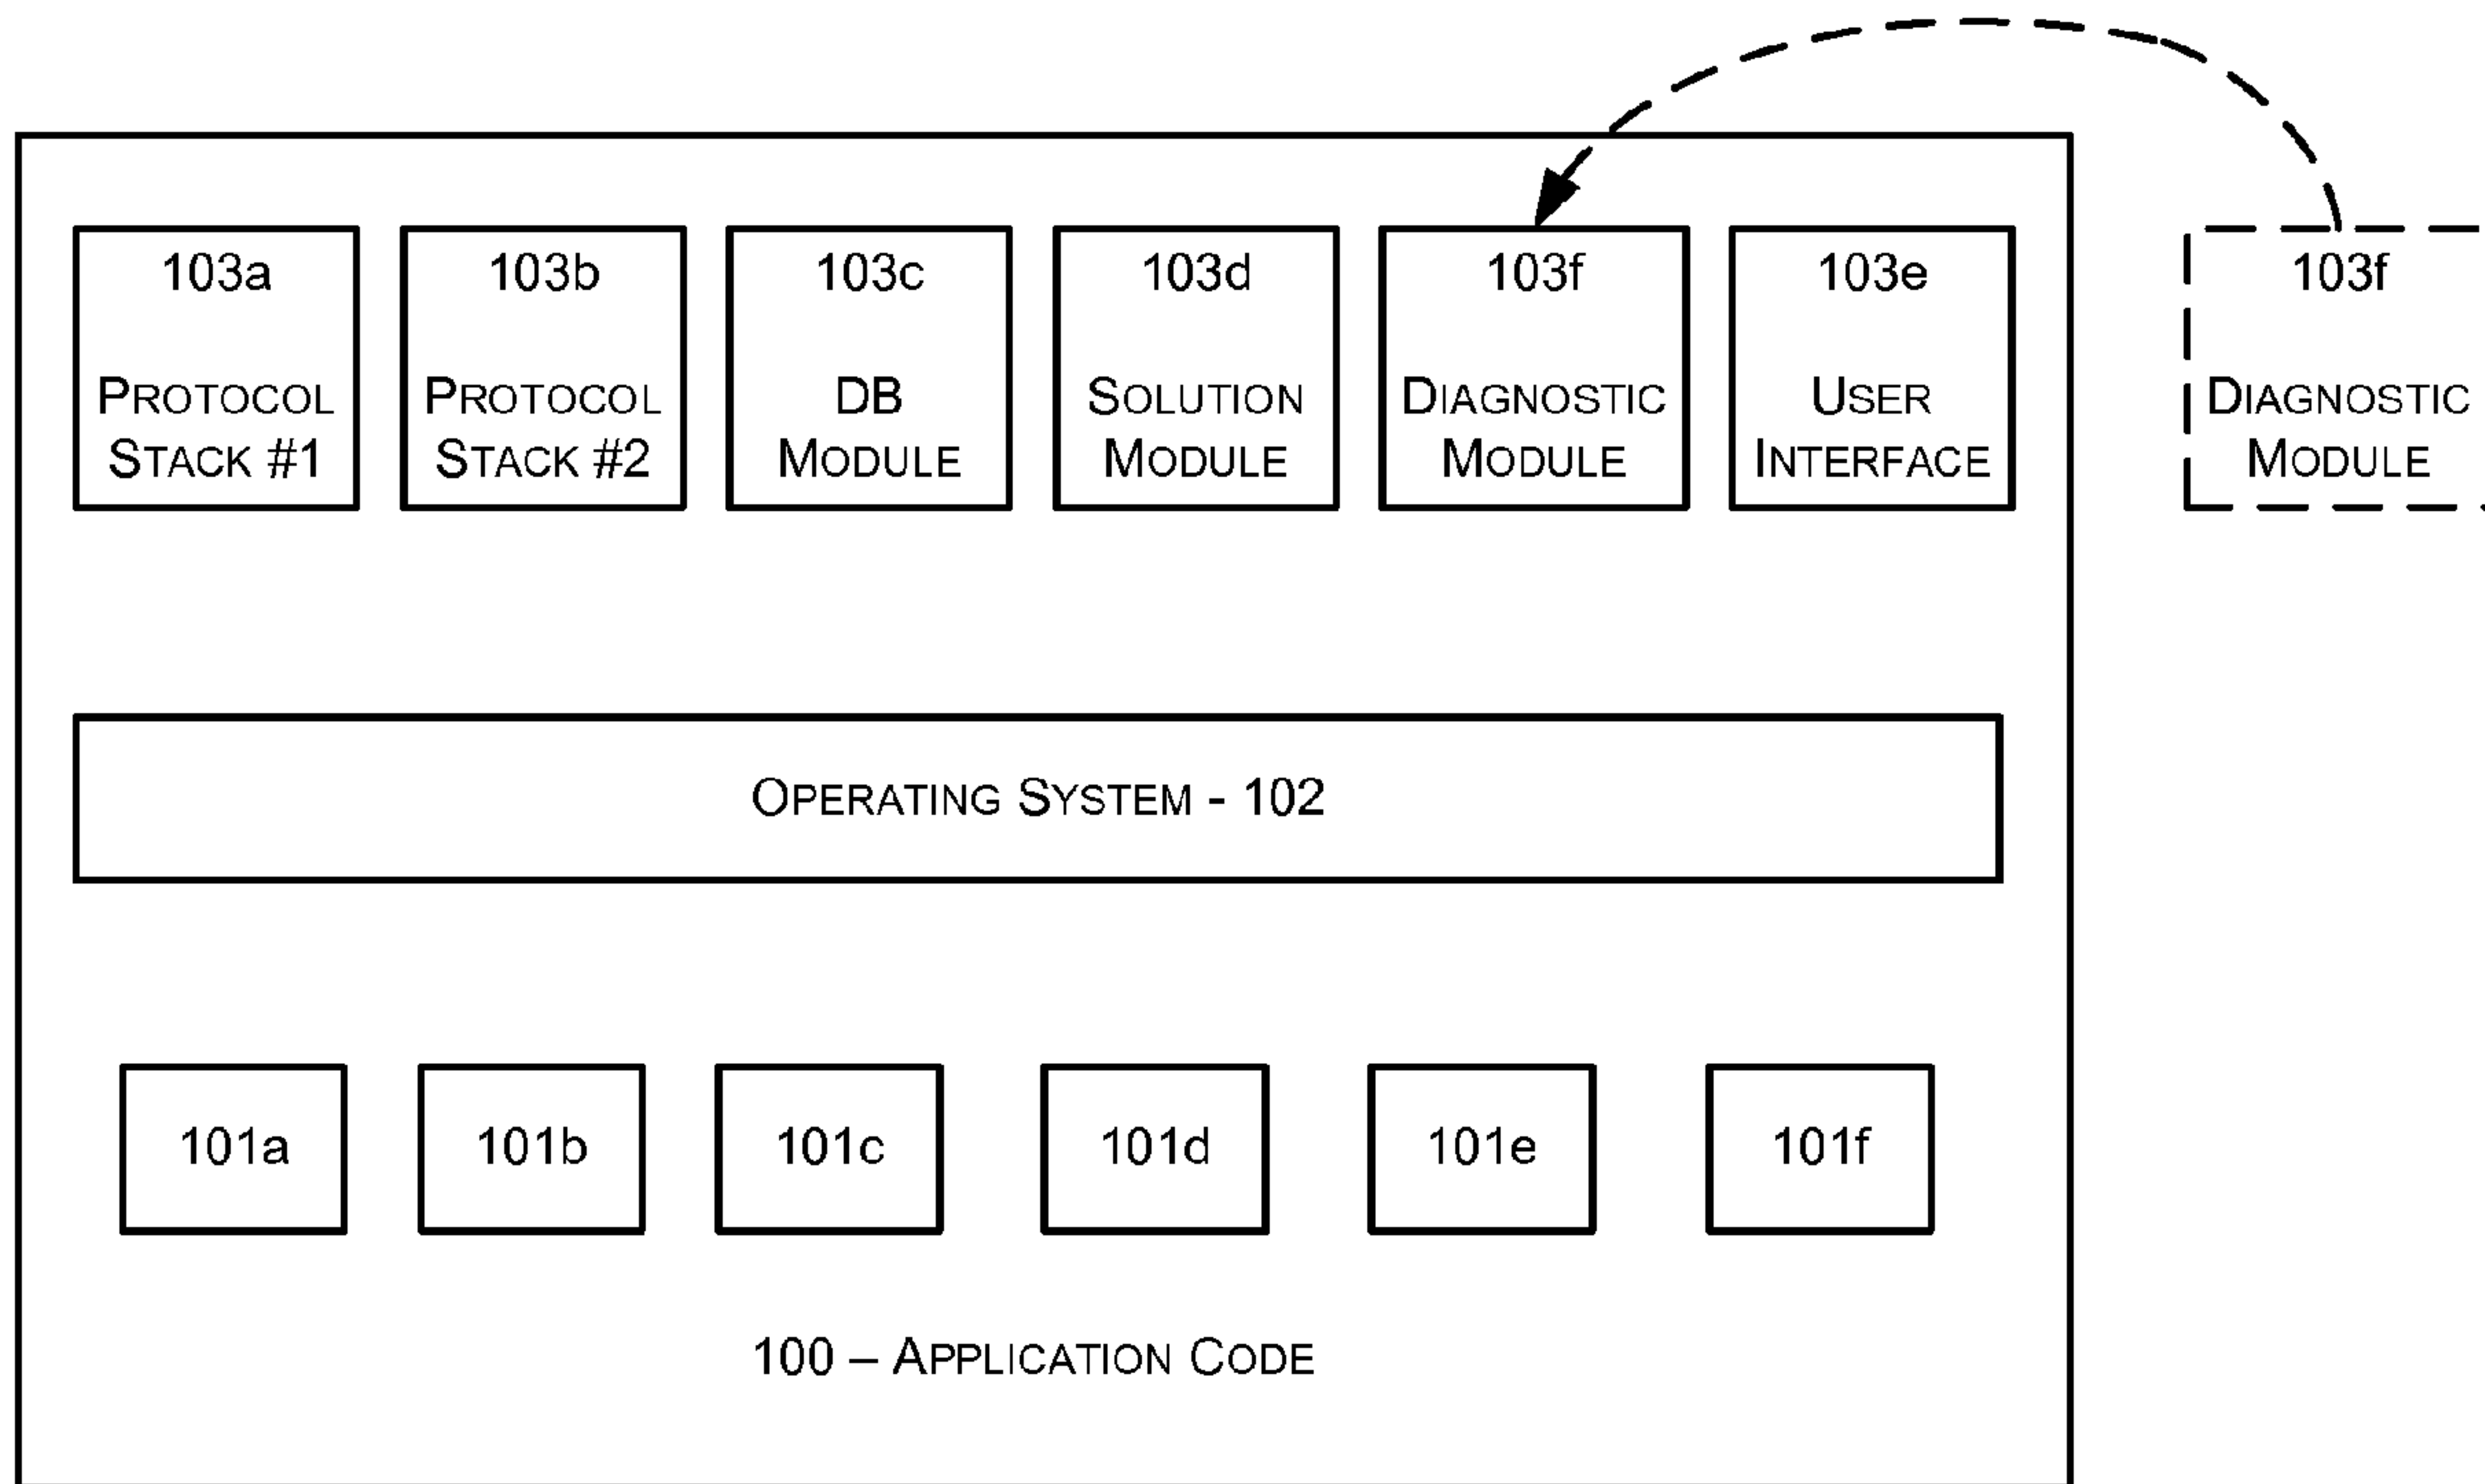 103a
PROTOCOL
STACK #1
103b
PROTOCOL
STACK #2
103c
DB
MODULE
103d
SOLUTION
MODULE
103f
DIAGNOSTIC
MODULE
103e
USER
INTERFACE
103f
DIAGNOSTIC
MODULE
OPERATING SYSTEM - 102
101a
101b
101c
101d
101e
101f
100 – APPLICATION CODE